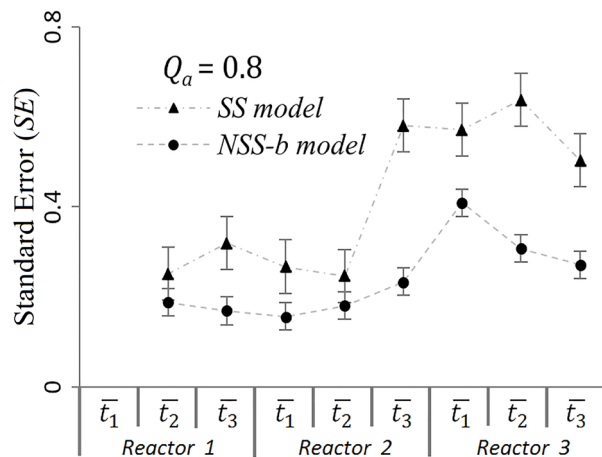 0.8
Q_a = 0.8
SS model
NSS-b model
Standard Error (SE)
0.4
0
t̅₁ t̅₂ t̅₃ t̅₁ t̅₂ t̅₃ t̅₁ t̅₂ t̅₃
Reactor 1 Reactor 2 Reactor 3